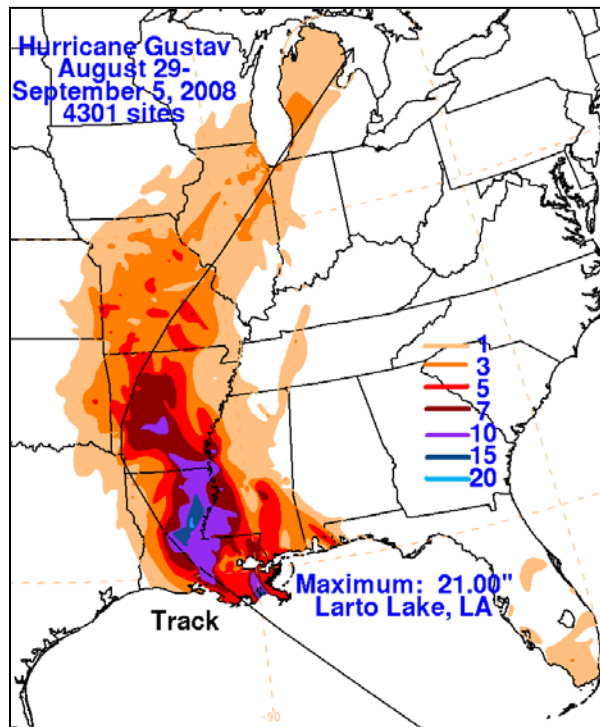 Hurricane Gustav
August 29-
September 5, 2008
4301 sites
1
3
5
7
10
15
20
Maximum: 21.00"
Larto Lake, LA
Track
-90